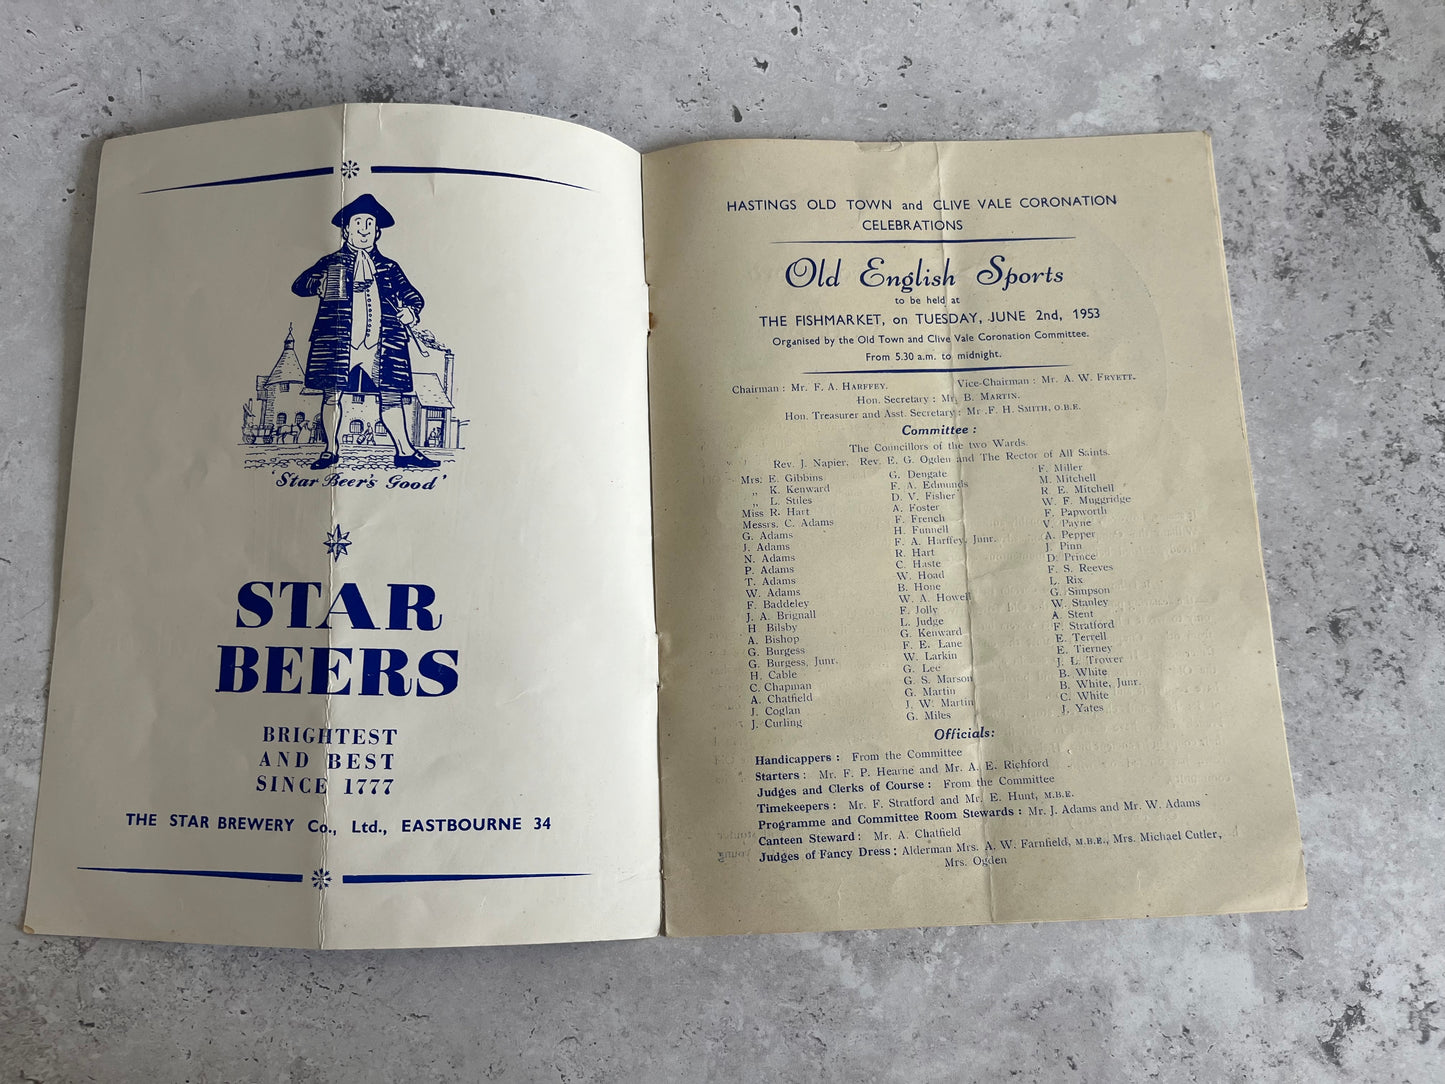 'Star Beer's Good'
STAR
BEERS
BRIGHTEST
AND BEST
SINCE 1777
THE STAR BREWERY Co., Ltd., EASTBOURNE 34
HASTINGS OLD TOWN and CLIVE VALE CORONATION
CELEBRATIONS
Old English Sports
to be held at
THE FISHMARKET, on TUESDAY, JUNE 2nd, 1953
Organised by the Old Town and Clive Vale Coronation Committee.
From 5.30 a.m. to midnight.
Chairman : Mr. F. A. HARFFEY. Vice-Chairman : Mr. A. W. FRYETT.
Hon. Secretary : Mr. B. MARTIN.
Hon. Treasurer and Asst. Secretary : Mr .F. H. SMITH, O.B.E.
Committee :
The Councillors of the two Wards.
Rev. J. Napier, Rev. E. G. Ogden and The Rector of All Saints.
Mrs. E. Gibbins
„ K. Kenward
„ L. Stiles
Miss R. Hart
Messrs. C. Adams
G. Adams
J. Adams
N. Adams
P. Adams
T. Adams
W. Adams
F. Baddeley
J. A. Brignall
H. Bilsby
A. Bishop
G. Burgess
G. Burgess, Junr.
H. Cable
C. Chapman
A. Chatfield
J. Coglan
J. Curling
G. Dengate
F. A. Edmunds
D. V. Fisher
A. Foster
F. French
H. Funnell
F. A. Harffey, Junr.
R. Hart
C. Haste
W. Hoad
B. Hone
W. A. Howell
F. Jolly
L. Judge
G. Kenward
F. E. Lane
W. Larkin
G. Lee
G. S. Marson
G. Martin
J. W. Martin
G. Miles
F. Miller
M. Mitchell
R. E. Mitchell
W. F. Muggridge
F. Papworth
V. Payne
A. Pepper
J. Pinn
D. Prince
F. S. Reeves
L. Rix
G. Simpson
W. Stanley
A. Stent
F. Stratford
E. Terrell
E. Tierney
J. L. Trower
B. White
B. White, Junr.
C. White
J. Yates
Officials:
Handicappers : From the Committee
Starters : Mr. F. P. Hearne and Mr. A. E. Richford
Judges and Clerks of Course : From the Committee
Timekeepers : Mr. F. Stratford and Mr. E. Hunt, M.B.E.
Programme and Committee Room Stewards : Mr. J. Adams and Mr. W. Adams
Canteen Steward : Mr. A. Chatfield
Judges of Fancy Dress : Alderman Mrs. A. W. Farnfield, M.B.E., Mrs. Michael Cutler,
Mrs. Ogden